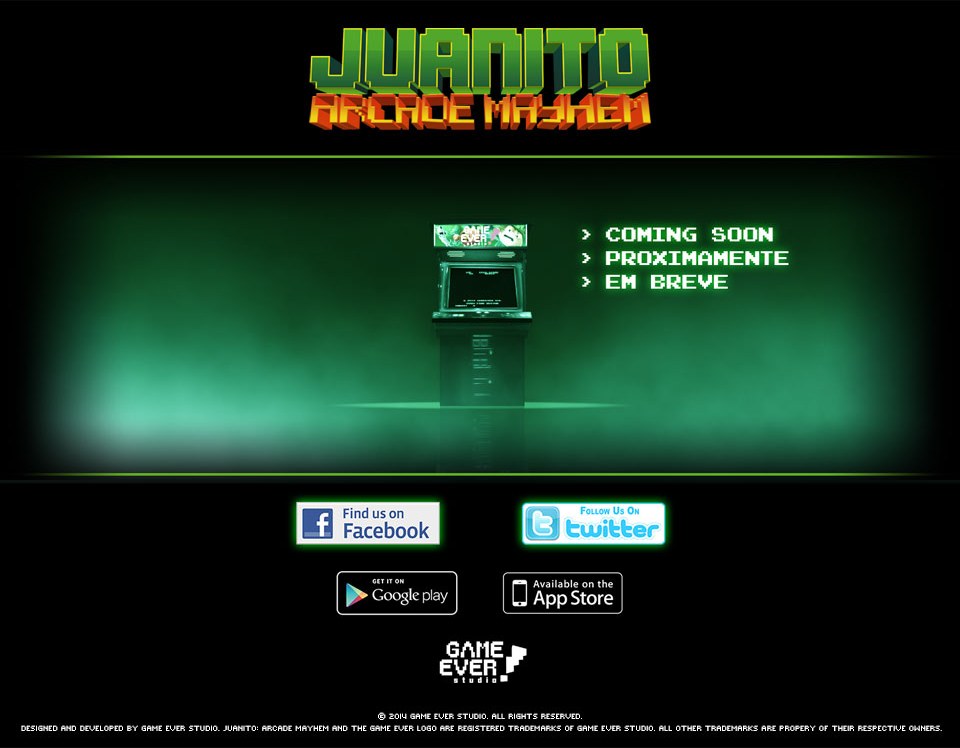 JUANITO
ARCADE MAYHEM
GAME
EVER
> COMING SOON
> PROXIMAMENTE
> EM BREVE
Find us on
Facebook
FOLLOW US ON
twitter
GET IT ON
Google play
Available on the
App Store
GAME
EVER
studio
© 2014 GAME EVER STUDIO. ALL RIGHTS RESERVED.
DESIGNED AND DEVELOPED BY GAME EVER STUDIO. JUANITO: ARCADE MAYHEM AND THE GAME EVER LOGO ARE REGISTERED TRADEMARKS OF GAME EVER STUDIO. ALL OTHER TRADEMARKS ARE PROPERY OF THEIR RESPECTIVE OWNERS.